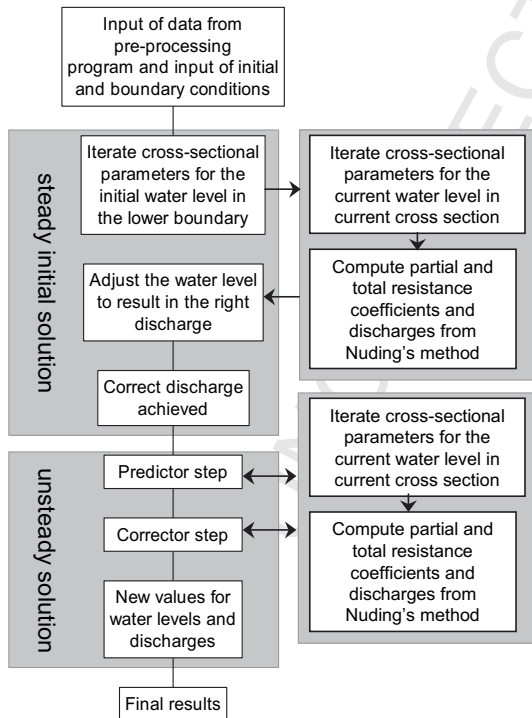 Input of data from
pre-processing
program and input of initial
and boundary conditions
steady initial solution
Iterate cross-sectional
parameters for the
initial water level in
the lower boundary
Iterate cross-sectional
parameters for the
current water level in
current cross section
Compute partial and
total resistance
coefficients and
discharges from
Nuding's method
Adjust the water level
to result in the right
discharge
Correct discharge
achieved
unsteady solution
Predictor step
Corrector step
Iterate cross-sectional
parameters for the
current water level in
current cross section
Compute partial and
total resistance
coefficients and
discharges from
Nuding's method
New values for
water levels and
discharges
Final results